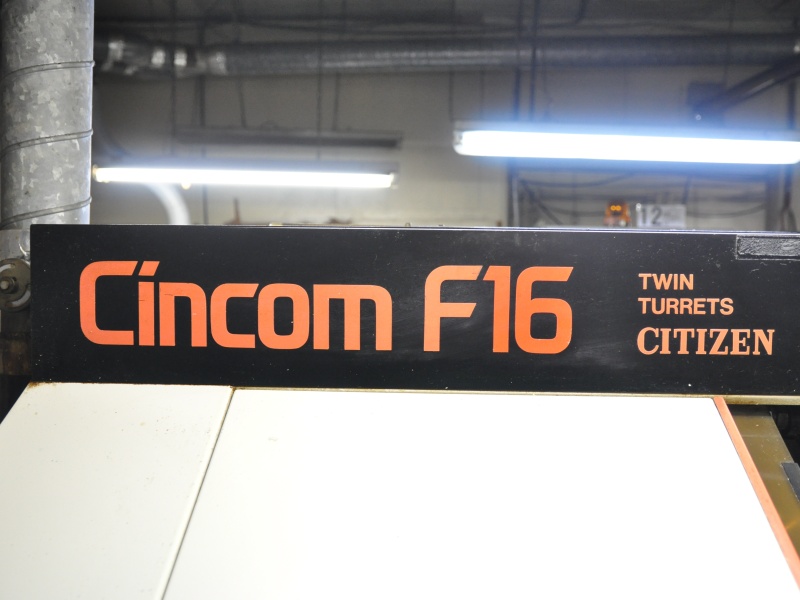 12
Cincom F16
TWIN
TURRETS
CITIZEN